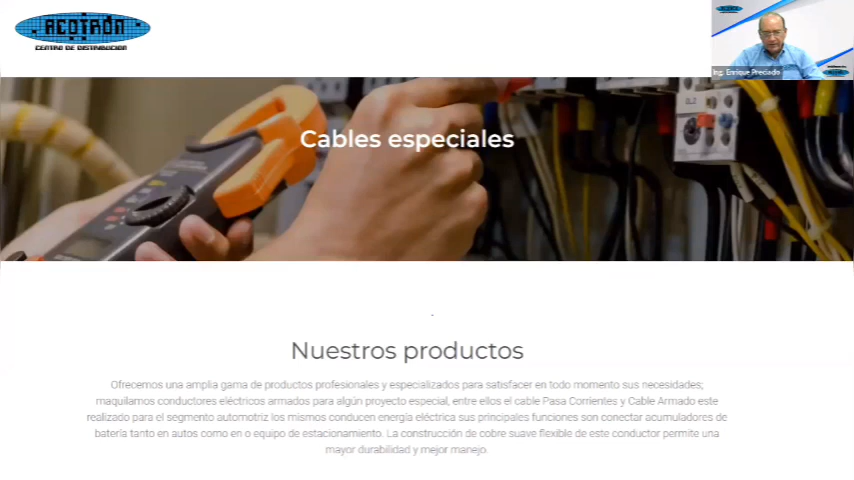 ACOTRÓN
CENTRO DE DISTRIBUCIÓN
Ing. Enrique Preciado
Cables especiales
Nuestros productos
Ofrecemos una amplia gama de productos profesionales y especializados para satisfacer en todo momento sus necesidades;
maquilamos conductores eléctricos armados para algún proyecto especial, entre ellos el cable Pasa Corrientes y Cable Armado este
realizado para el segmento automotriz los mismos conducen energía eléctrica sus principales funciones son conectar acumuladores de
batería tanto en autos como en o equipo de estacionamiento. La construcción de cobre suave flexible de este conductor permite una
mayor durabilidad y mejor manejo.